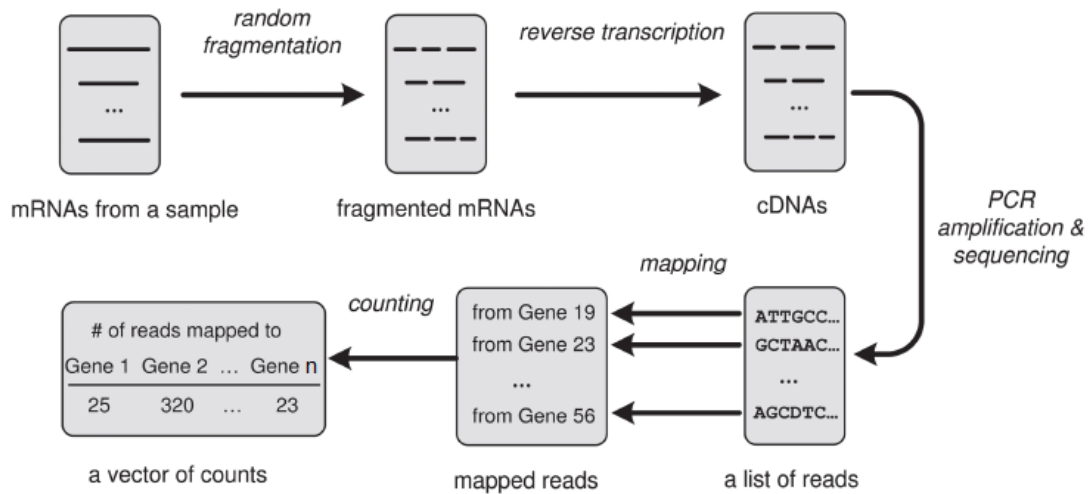 random
fragmentation
reverse transcription
...
...
...
mRNAs from a sample
fragmented mRNAs
cDNAs
PCR
amplification &
sequencing
mapping
counting
# of reads mapped to
Gene 1 Gene 2 ... Gene n
25 320 ... 23
a vector of counts
from Gene 19
from Gene 23
...
from Gene 56
mapped reads
ATTGCC...
GCTAAC...
...
AGCDTC...
a list of reads